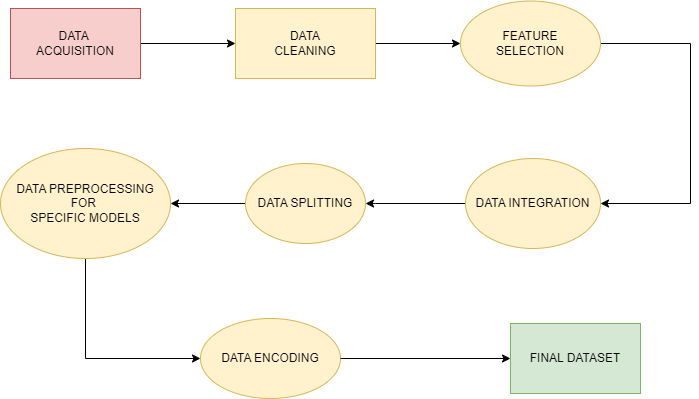 DATA
ACQUISITION
DATA
CLEANING
FEATURE
SELECTION
DATA PREPROCESSING
FOR
SPECIFIC MODELS
DATA SPLITTING
DATA INTEGRATION
DATA ENCODING
FINAL DATASET